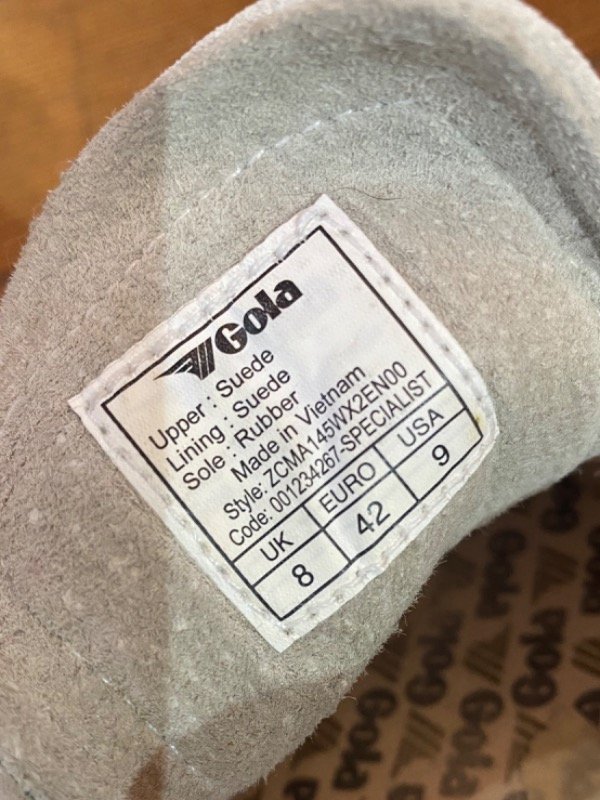 Gola
Upper : Suede
Lining : Suede
Sole : Rubber
Made in Vietnam
Style: ZCMA145WX2EN00
Code: 001234267-SPECIALIST
UK EURO USA
8 42 9
Gola
Gola
Gola
Gola